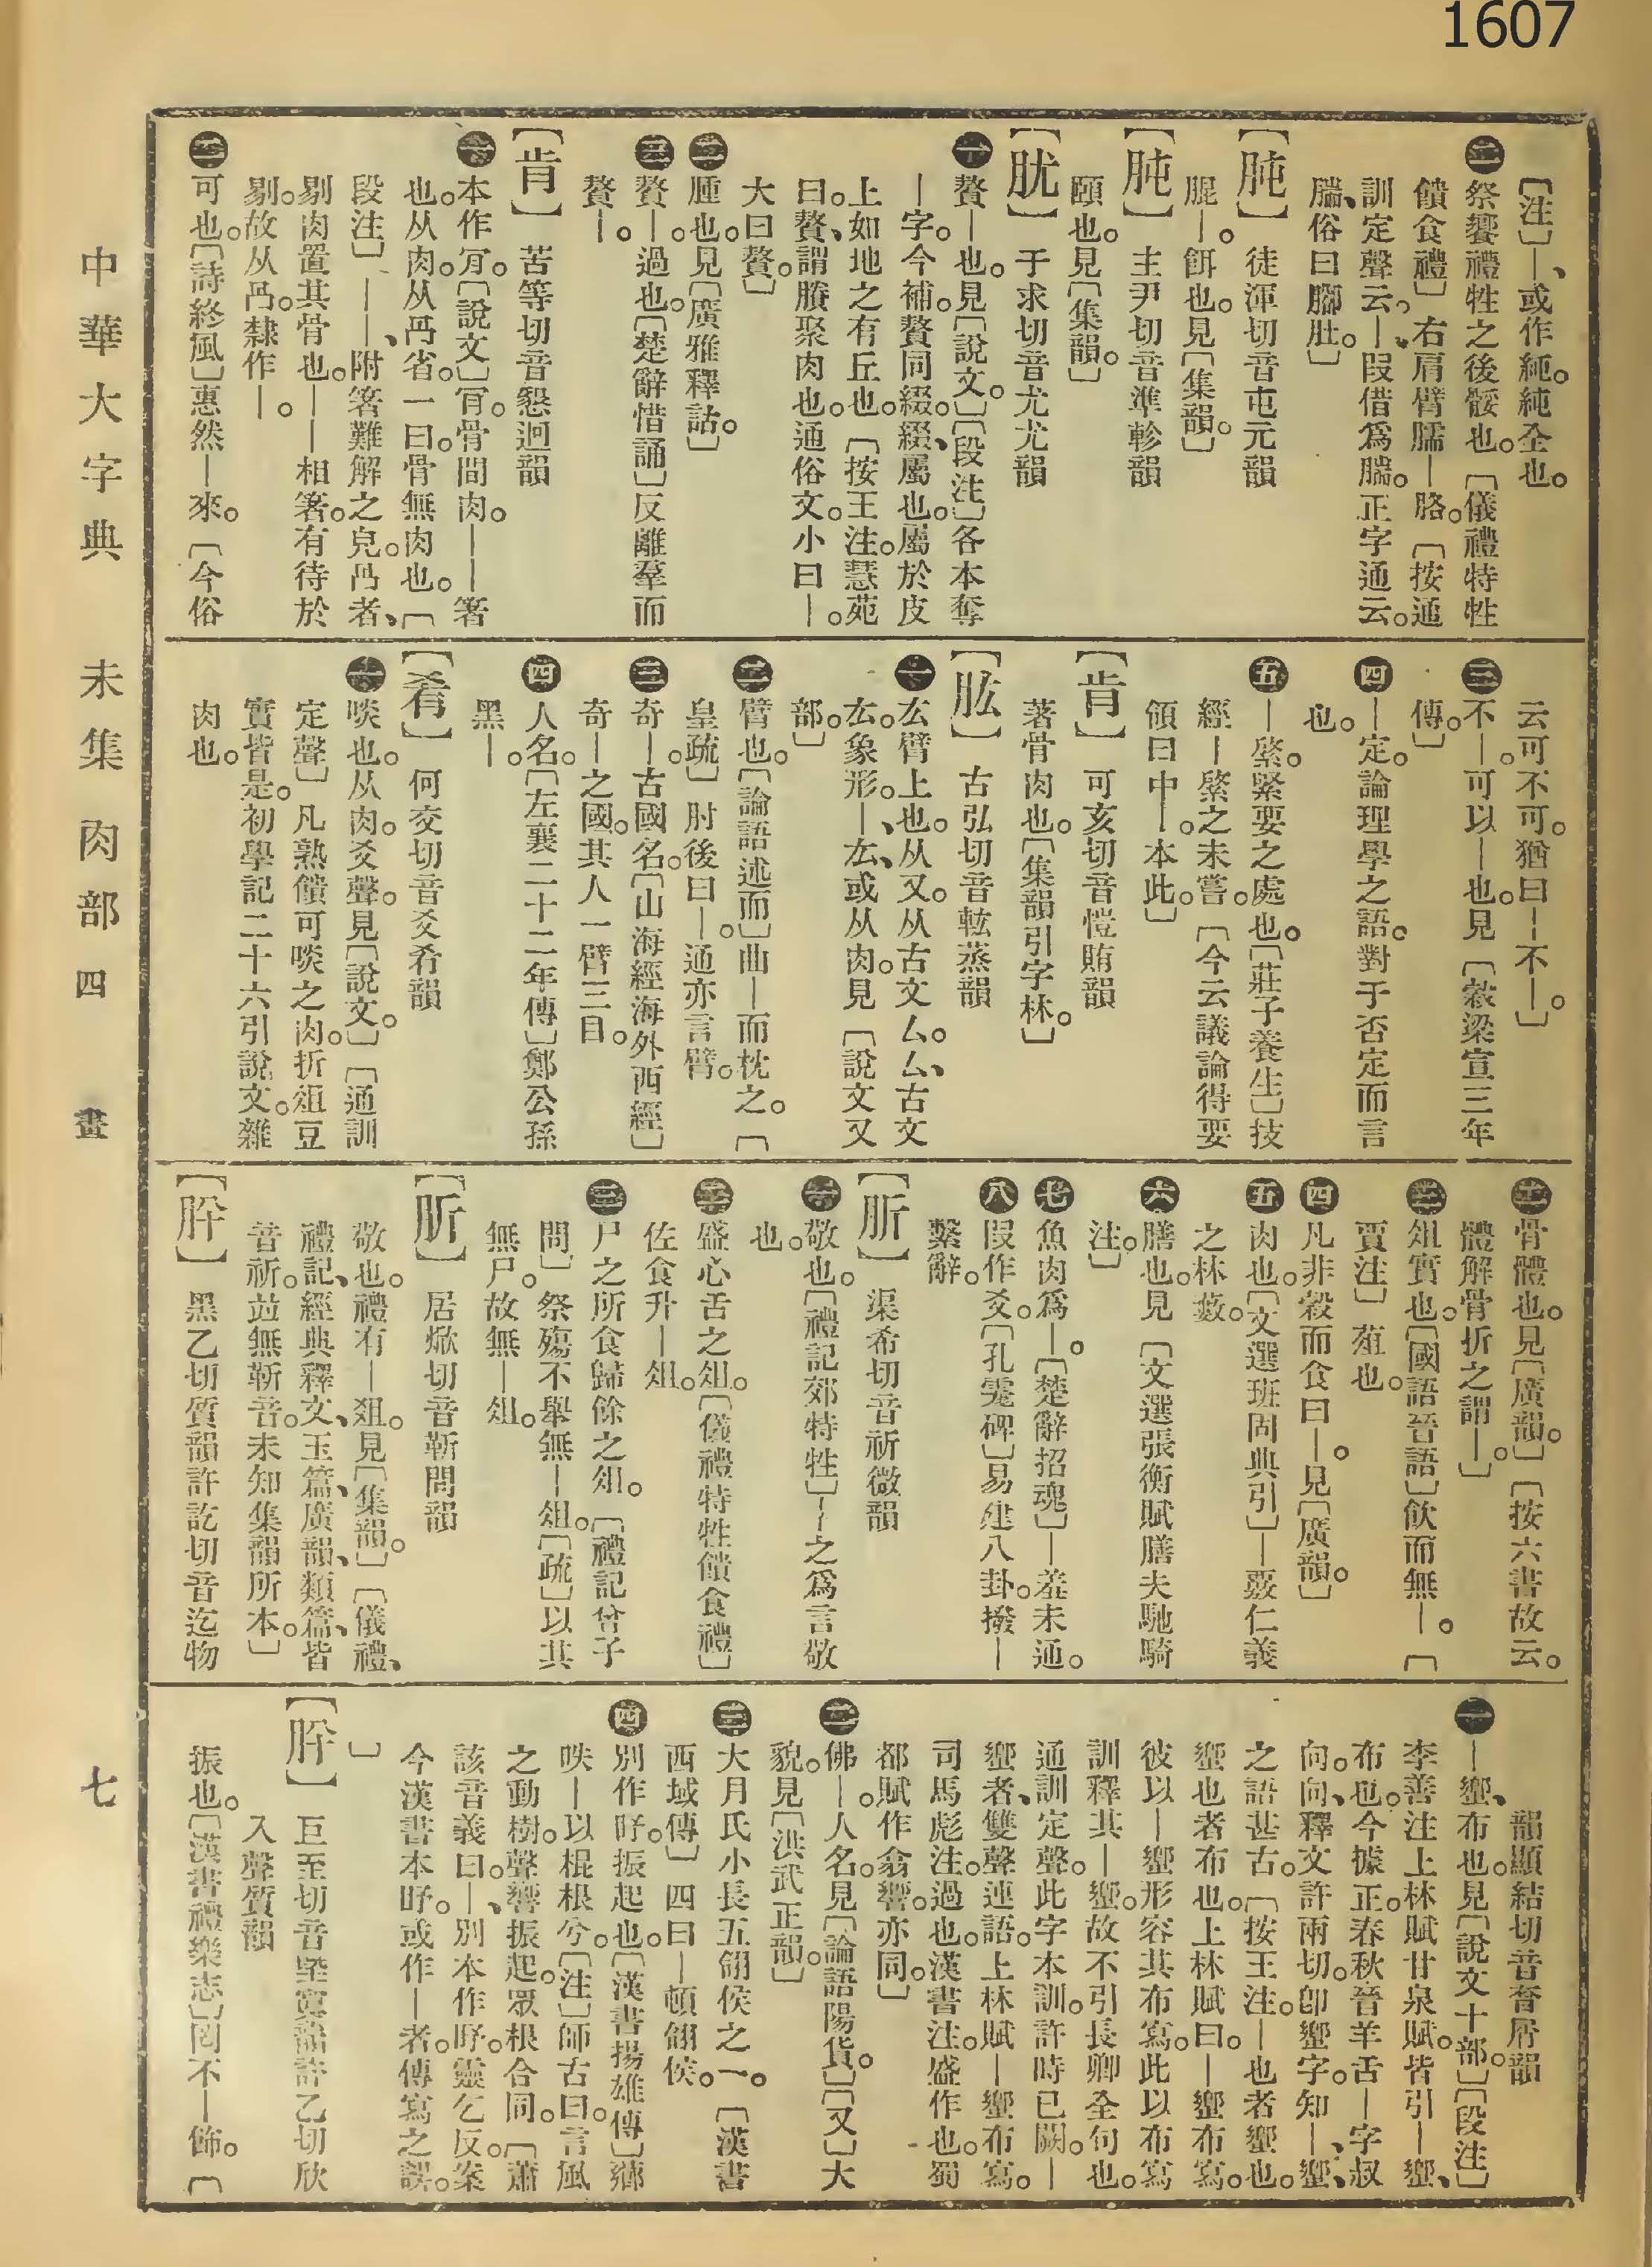 1607
〔注〕｜、或作純。純全也。
㊁祭饗禮牲之後骽也。〔儀禮特牲
饋食禮〕右肩臂臑｜胳。〔按通
訓定聲云。｜叚借爲腨。正字通云。
腨、俗曰腳肚。〕
〔肫〕徒渾切音屯元韻
䐊｜。餌也。見〔集韻。〕
〔肫〕主尹切音準軫韻
頤也。見〔集韻。〕
〔肬〕于求切音尤尤韻
㊀贅｜也。見〔說文。〕〔段注〕各本奪
｜字。今補。贅同綴。綴、屬也。屬於皮
上如地之有丘也。〔按王注。慧苑
曰。贅、謂賸聚肉也。通俗文。小曰｜。
大曰贅。〕
㊁腫也。見〔廣雅釋詁。〕
㊂贅｜。過也。〔楚辭惜誦〕反離羣而
贅｜。
〔肯〕苦等切音懇迥韻
㊀本作肎。〔說文〕肎。骨間肉。｜｜箸
也。从肉。从冎省。一曰。骨無肉也。〔
段注〕｜｜、附箸難解之皃。冎者、
剔肉置其骨也。｜｜相箸。有待於
剔。故从冎。隸作｜。
㊁可也。〔詩終風〕惠然｜來。〔今俗
云可不可。猶曰｜不｜。〕
㊂不｜。可以｜也。見〔穀梁宣三年
傳。〕
㊃｜定。論理學之語。對于否定而言
也。
㊄｜綮。緊要之處也。〔莊子養生〕技
經｜綮之未嘗。〔今云議論得要
領曰中｜。本此。〕
〔肯〕可亥切音愷賄韻
著骨肉也。〔集韻引字林。〕
〔肱〕古弘切音軚蒸韻
㊀厷臂上也。从又。从古文厶。厶、古文
厷。象形。｜、厷、或从肉。見〔說文又
部。〕
㊁臂也。〔論語述而〕曲｜而枕之。〔
皇疏〕肘後曰｜。通亦言臂。
㊂奇｜。古國名。〔山海經海外西經〕
奇｜之國。其人一臂三目。
㊃人名。〔左襄二十二年傳〕鄭公孫
黑｜。
〔肴〕何交切音爻肴韻
㊀啖也。从肉。爻聲。見〔說文。〕〔通訓
定聲〕凡熟饋可啖之肉。折俎豆
實皆是。初學記二十六引說文。雜
肉也。
㊁骨體也。見〔廣韻。〕〔按六書故云。
體解骨折之謂｜。〕
㊂俎實也。〔國語晉語〕飲而無｜。〔
賈注〕葅也。
㊃凡非穀而食曰｜。見〔廣韻。〕
㊄肉也。〔文選班固典引〕｜覈仁義
之林藪。
㊅膳也。見〔文選張衡賦膳夫馳騎
注。〕
㊆魚肉爲｜。〔楚辭招魂〕｜羞未通。
㊇叚作爻。〔孔霮碑〕易建八卦。揆｜
繫辭。
〔肵〕渠希切音祈微韻
㊀敬也。〔禮記郊特牲〕｜之爲言敬
也。
㊁盛心舌之俎。〔儀禮特牲饋食禮〕
佐食升｜俎。
㊂尸之所食歸餘之俎。〔禮記曾子
問〕祭殤不舉無｜俎。〔疏〕以其
無尸。故無｜俎。
〔肵〕居焮切音靳問韻
敬也。禮有｜俎。見〔集韻。〕〔儀禮、
禮記、經典釋文、玉篇、廣韻、類篇、皆
音祈。竝無靳音。未知集韻所本。〕
〔肸〕黑乙切質韻許訖切音迄物
韻顯結切音脅屑韻
㊀｜蠁、布也。見〔說文十部。〕〔段注〕
李善注上林賦甘泉賦。皆引｜蠁、
布也。今據正。春秋晉羊舌｜字叔
向。向、釋文許兩切。卽蠁字。知｜、蠁、
之語甚古。〔按王注。｜也者蠁也。
蠁也者布也。上林賦曰。｜蠁布寫。
彼以｜蠁形容其布寫。此以布寫
訓釋其｜蠁。故不引長卿全句也。
通訓定聲。此字本訓。許時已闕。｜
蠁者、雙聲連語。上林賦｜蠁布寫。
司馬彪注。過也。漢書注。盛作也。蜀
都賦作翕響。亦同。〕
㊁佛｜。人名。見〔論語陽貨。〕〔又〕大
貌。見〔洪武正韻。〕
㊂大月氏小長五翎侯之一。〔漢書
西域傳〕四曰｜頓翎侯。
㊃別作㫟。振起也。〔漢書揚雄傳〕薌
呹｜以棍根兮。〔注〕師古曰。言風
之動樹。聲響振起。眾根合同。〔蕭
該音義曰。｜、別本作㫟。靈乞反。案
今漢書本㫟。或作｜者。傳寫之誤。
〕
〔肸〕巨至切音墍寘韻許乙切欣
入聲質韻
振也。〔漢書禮樂志〕罔不｜飾。〔
中華大字典　未集　肉部　四畫　七